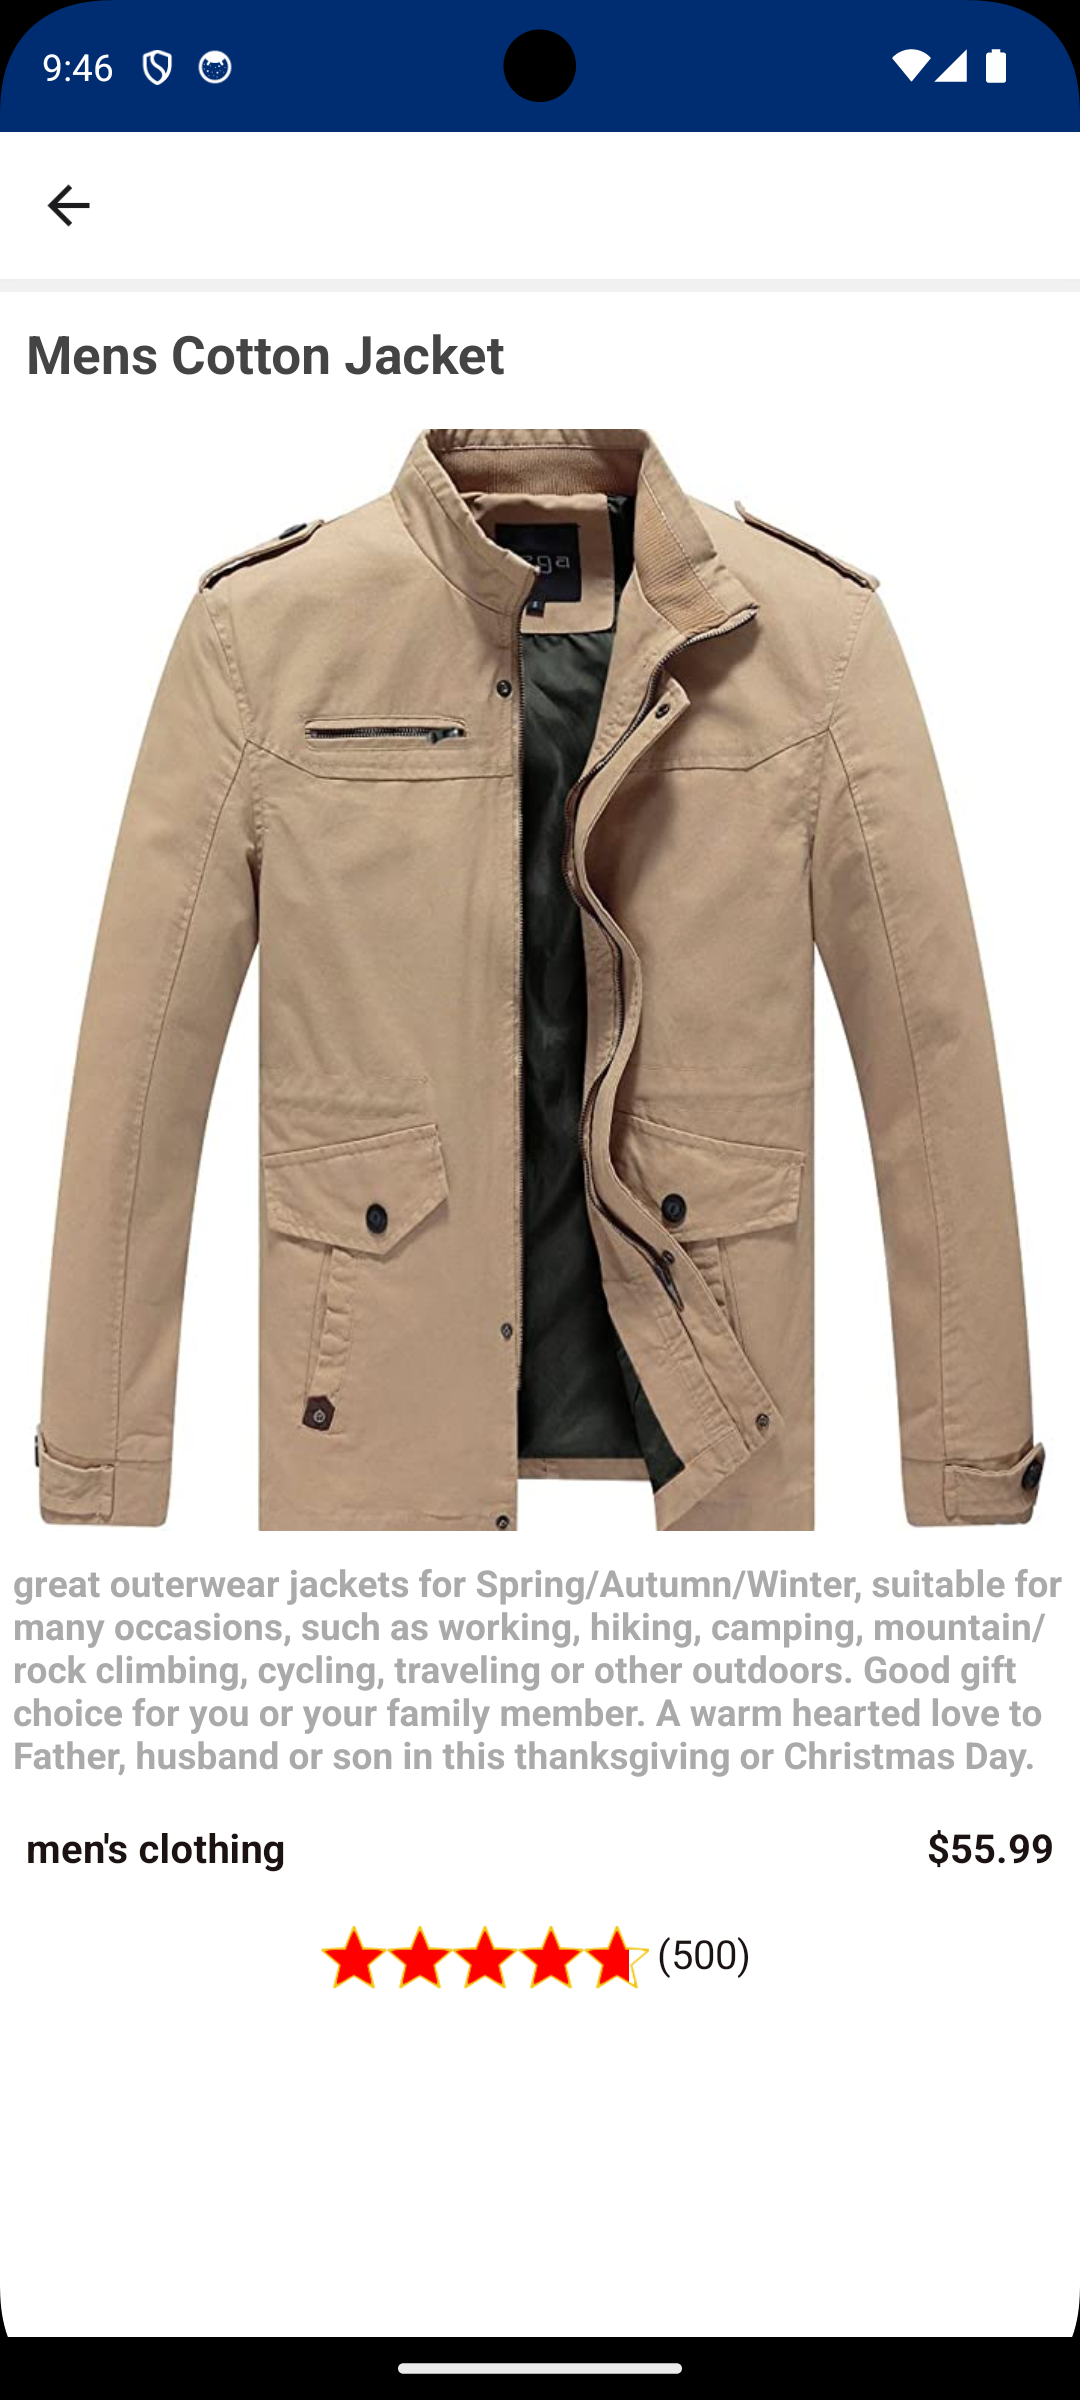 9:46
Mens Cotton Jacket
great outerwear jackets for Spring/Autumn/Winter, suitable for
many occasions, such as working, hiking, camping, mountain/
rock climbing, cycling, traveling or other outdoors. Good gift
choice for you or your family member. A warm hearted love to
Father, husband or son in this thanksgiving or Christmas Day.
men's clothing
$55.99
(500)